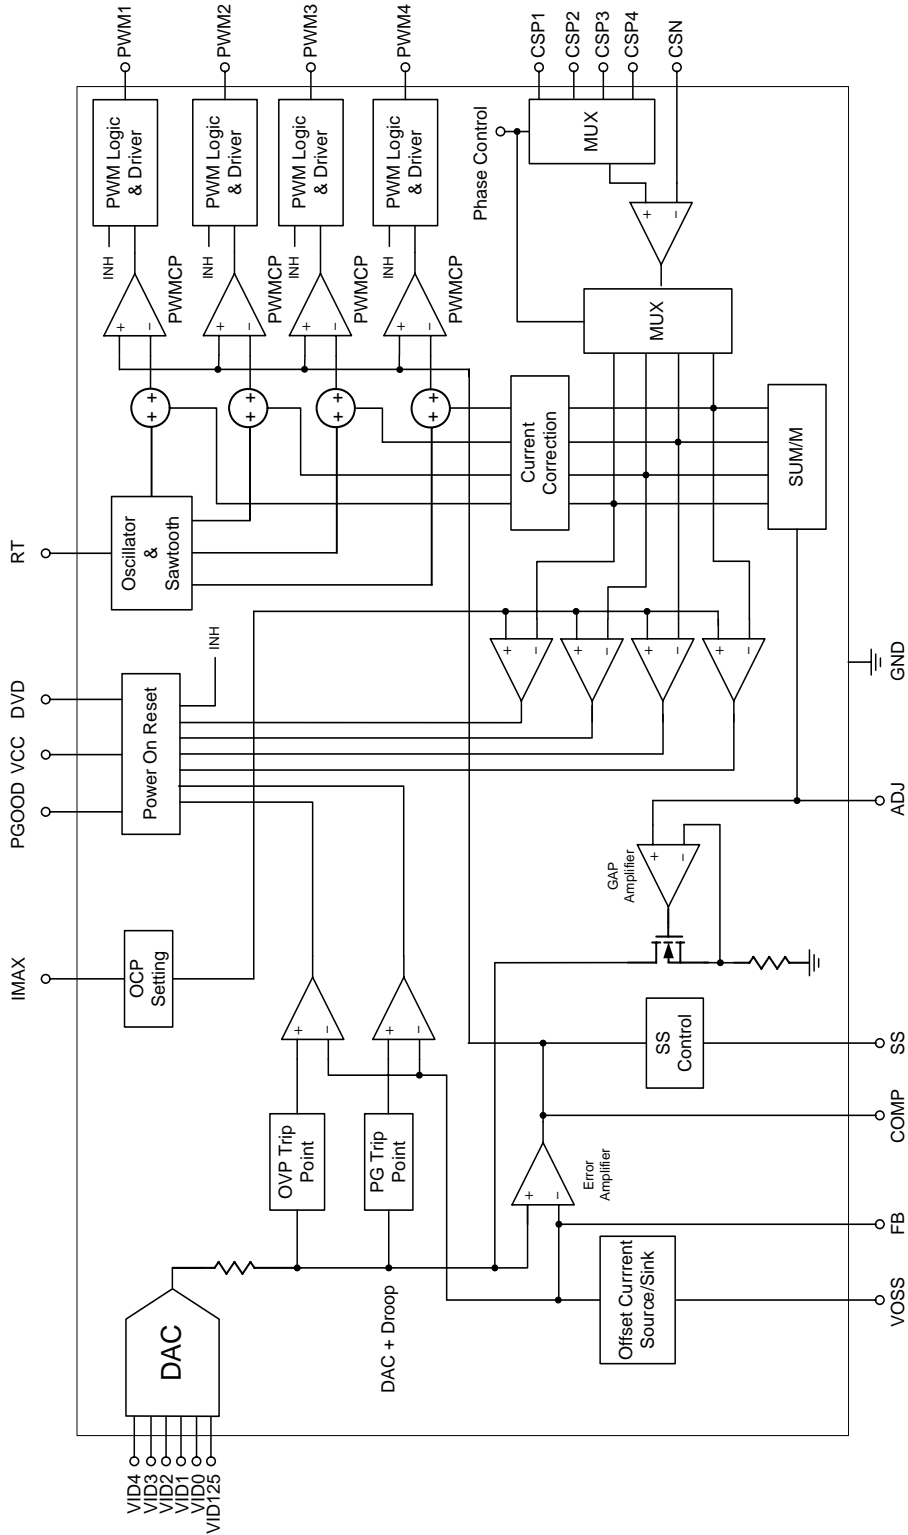 PWM1
PWM2
PWM3
PWM4
CSP1
CSP2
CSP3
CSP4
CSN
PWM Logic
& Driver
PWM Logic
& Driver
PWM Logic
& Driver
PWM Logic
& Driver
Phase Control
MUX
+
−
INH
INH
INH
INH
+
−
PWMCP
+
−
PWMCP
+
−
PWMCP
+
−
PWMCP
MUX
+
+
+
+
+
+
+
+
Current
Correction
SUM/M
RT
Oscillator
&
Sawtooth
INH
+
−
+
−
+
−
+
−
GND
DVD
VCC
PGOOD
Power On Reset
ADJ
GAP
Amplifier
+
−
IMAX
OCP
Setting
+
−
+
−
SS
Control
SS
COMP
OVP Trip
Point
PG Trip
Point
Error
Amplifier
+
−
FB
DAC + Droop
Offset Currrent
Source/Sink
VOSS
DAC
VID4
VID3
VID2
VID1
VID0
VID125